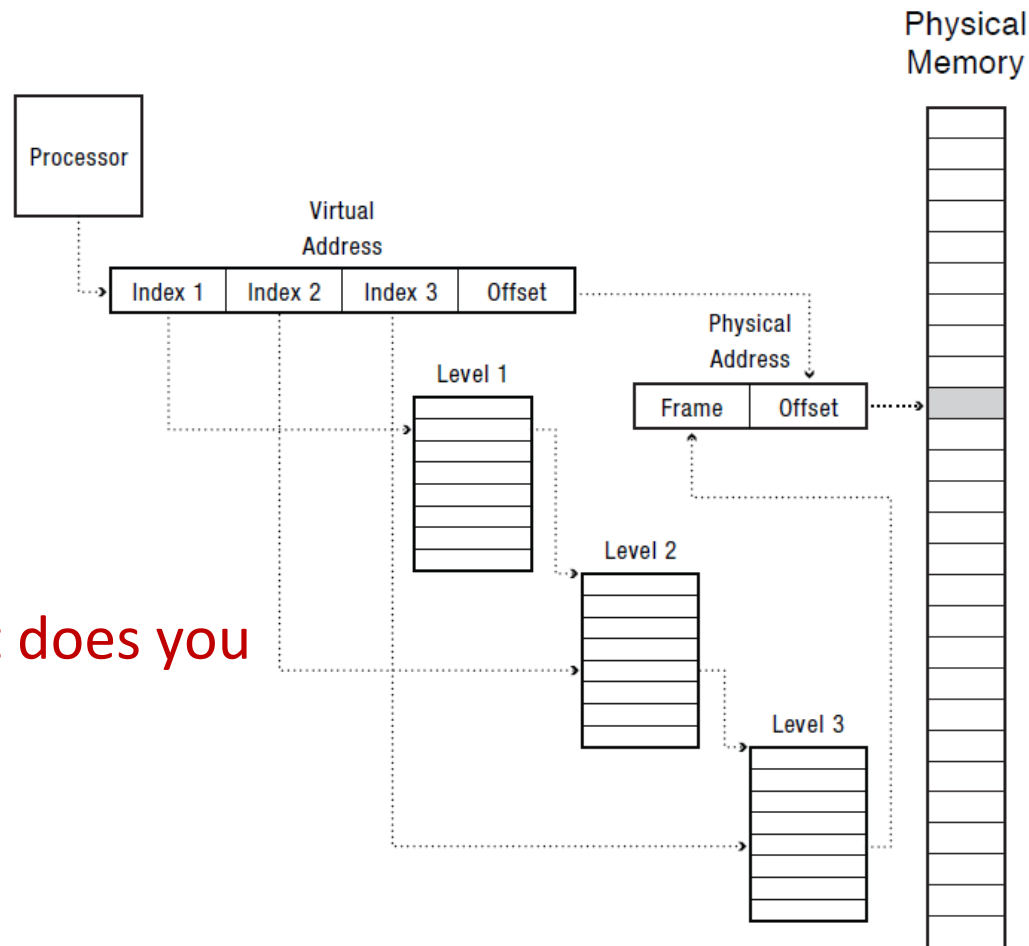 Physical
Memory
Processor
Virtual
Address
Index 1 Index 2 Index 3 Offset
Physical
Address
Level 1
Frame Offset
Level 2
does you
Level 3